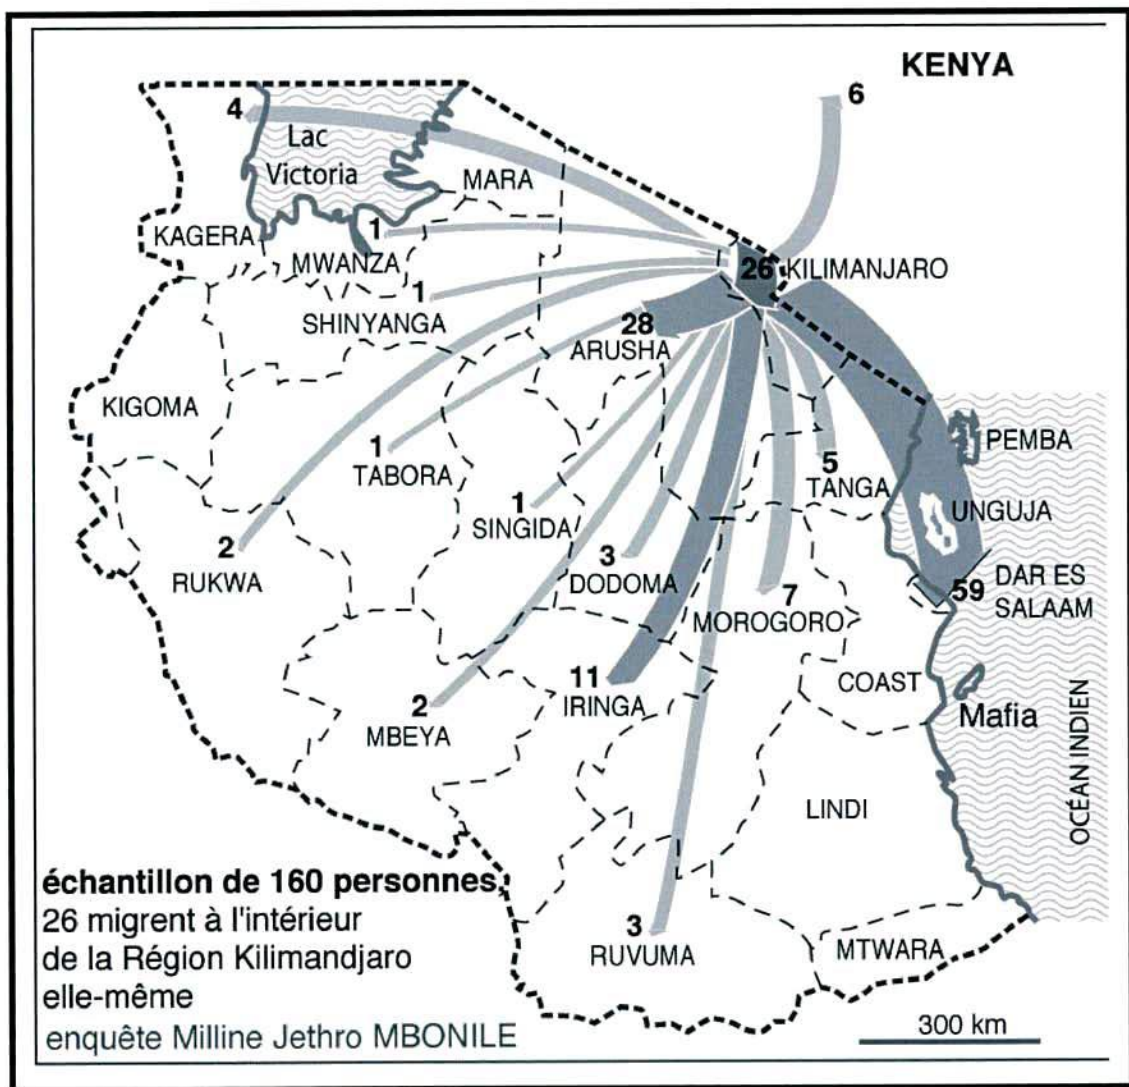 KENYA
6
4
Lac
Victoria
MARA
KAGERA
1
MWANZA
26
KILIMANJARO
1
SHINYANGA
28
ARUSHA
KIGOMA
1
TABORA
5
TANGA
PEMBA
1
SINGIDA
UNGUJA
2
RUKWA
3
DODOMA
7
MOROGORO
59
DAR ES
SALAAM
11
IRINGA
COAST
2
MBEYA
Mafia
OCÉAN INDIEN
LINDI
3
RUVUMA
MTWARA
échantillon de 160 personnes
26 migrent à l'intérieur
de la Région Kilimandjaro
elle-même
enquête Milline Jethro MBONILE
300 km